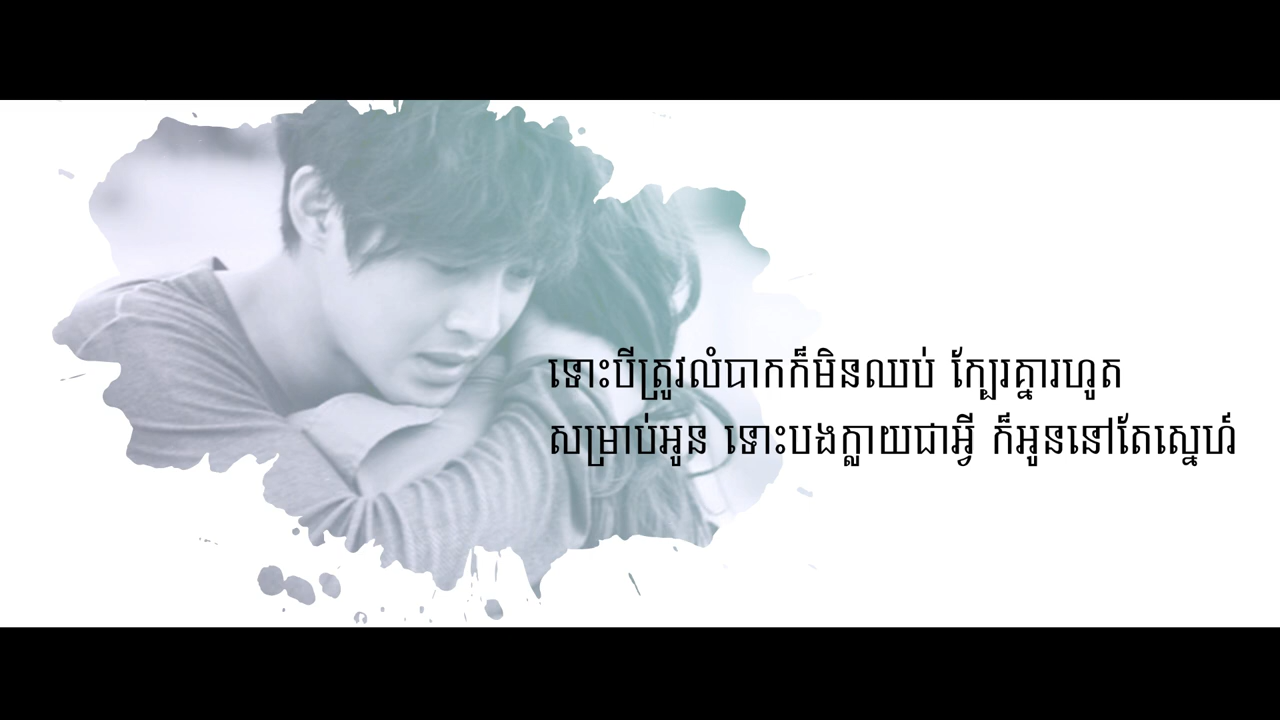 ទោះបីត្រូវលំបាកក៏មិនឈប់ ក្បែរគ្នារហូត
សម្រាប់អូន ទោះបងក្លាយជាអ្វី ក៏អូននៅតែស្នេហ៍